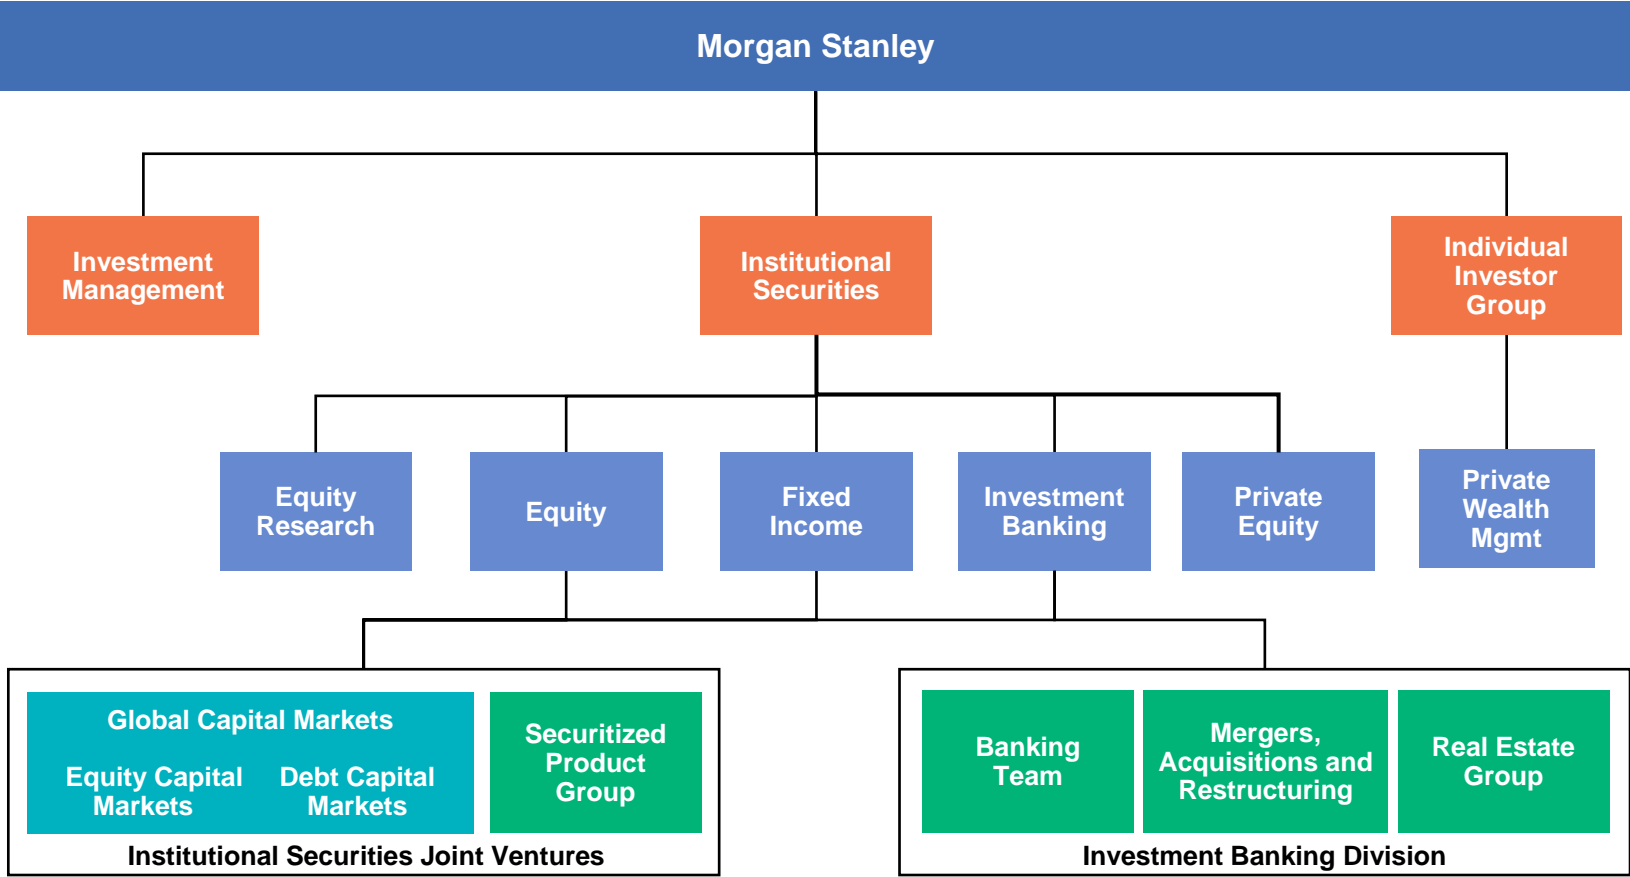 Morgan Stanley
Investment
Management
Institutional
Securities
Individual
Investor
Group
Equity
Research
Equity
Fixed
Income
Investment
Banking
Private
Equity
Private
Wealth
Mgmt
Global Capital Markets
Equity Capital
Markets
Debt Capital
Markets
Securitized
Product
Group
Institutional Securities Joint Ventures
Banking
Team
Mergers,
Acquisitions and
Restructuring
Real Estate
Group
Investment Banking Division